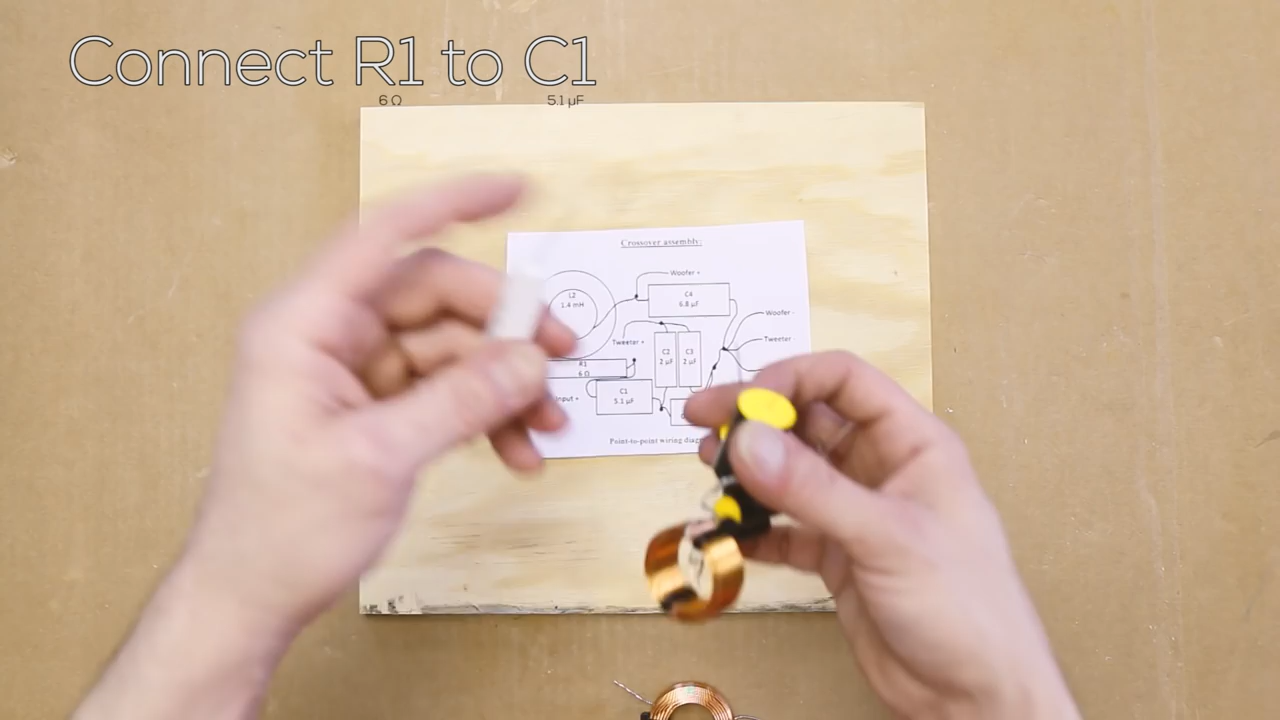 Connect R1 to C1
6 Ω 5.1 µF
Crossover assembly:
Woofer +
L2
1.4 mH
C4
6.8 µF
Woofer -
Tweeter +
Tweeter -
C2
2 µF
C3
2 µF
R1
6 Ω
C1
5.1 µF
Input +
Point-to-point wiring